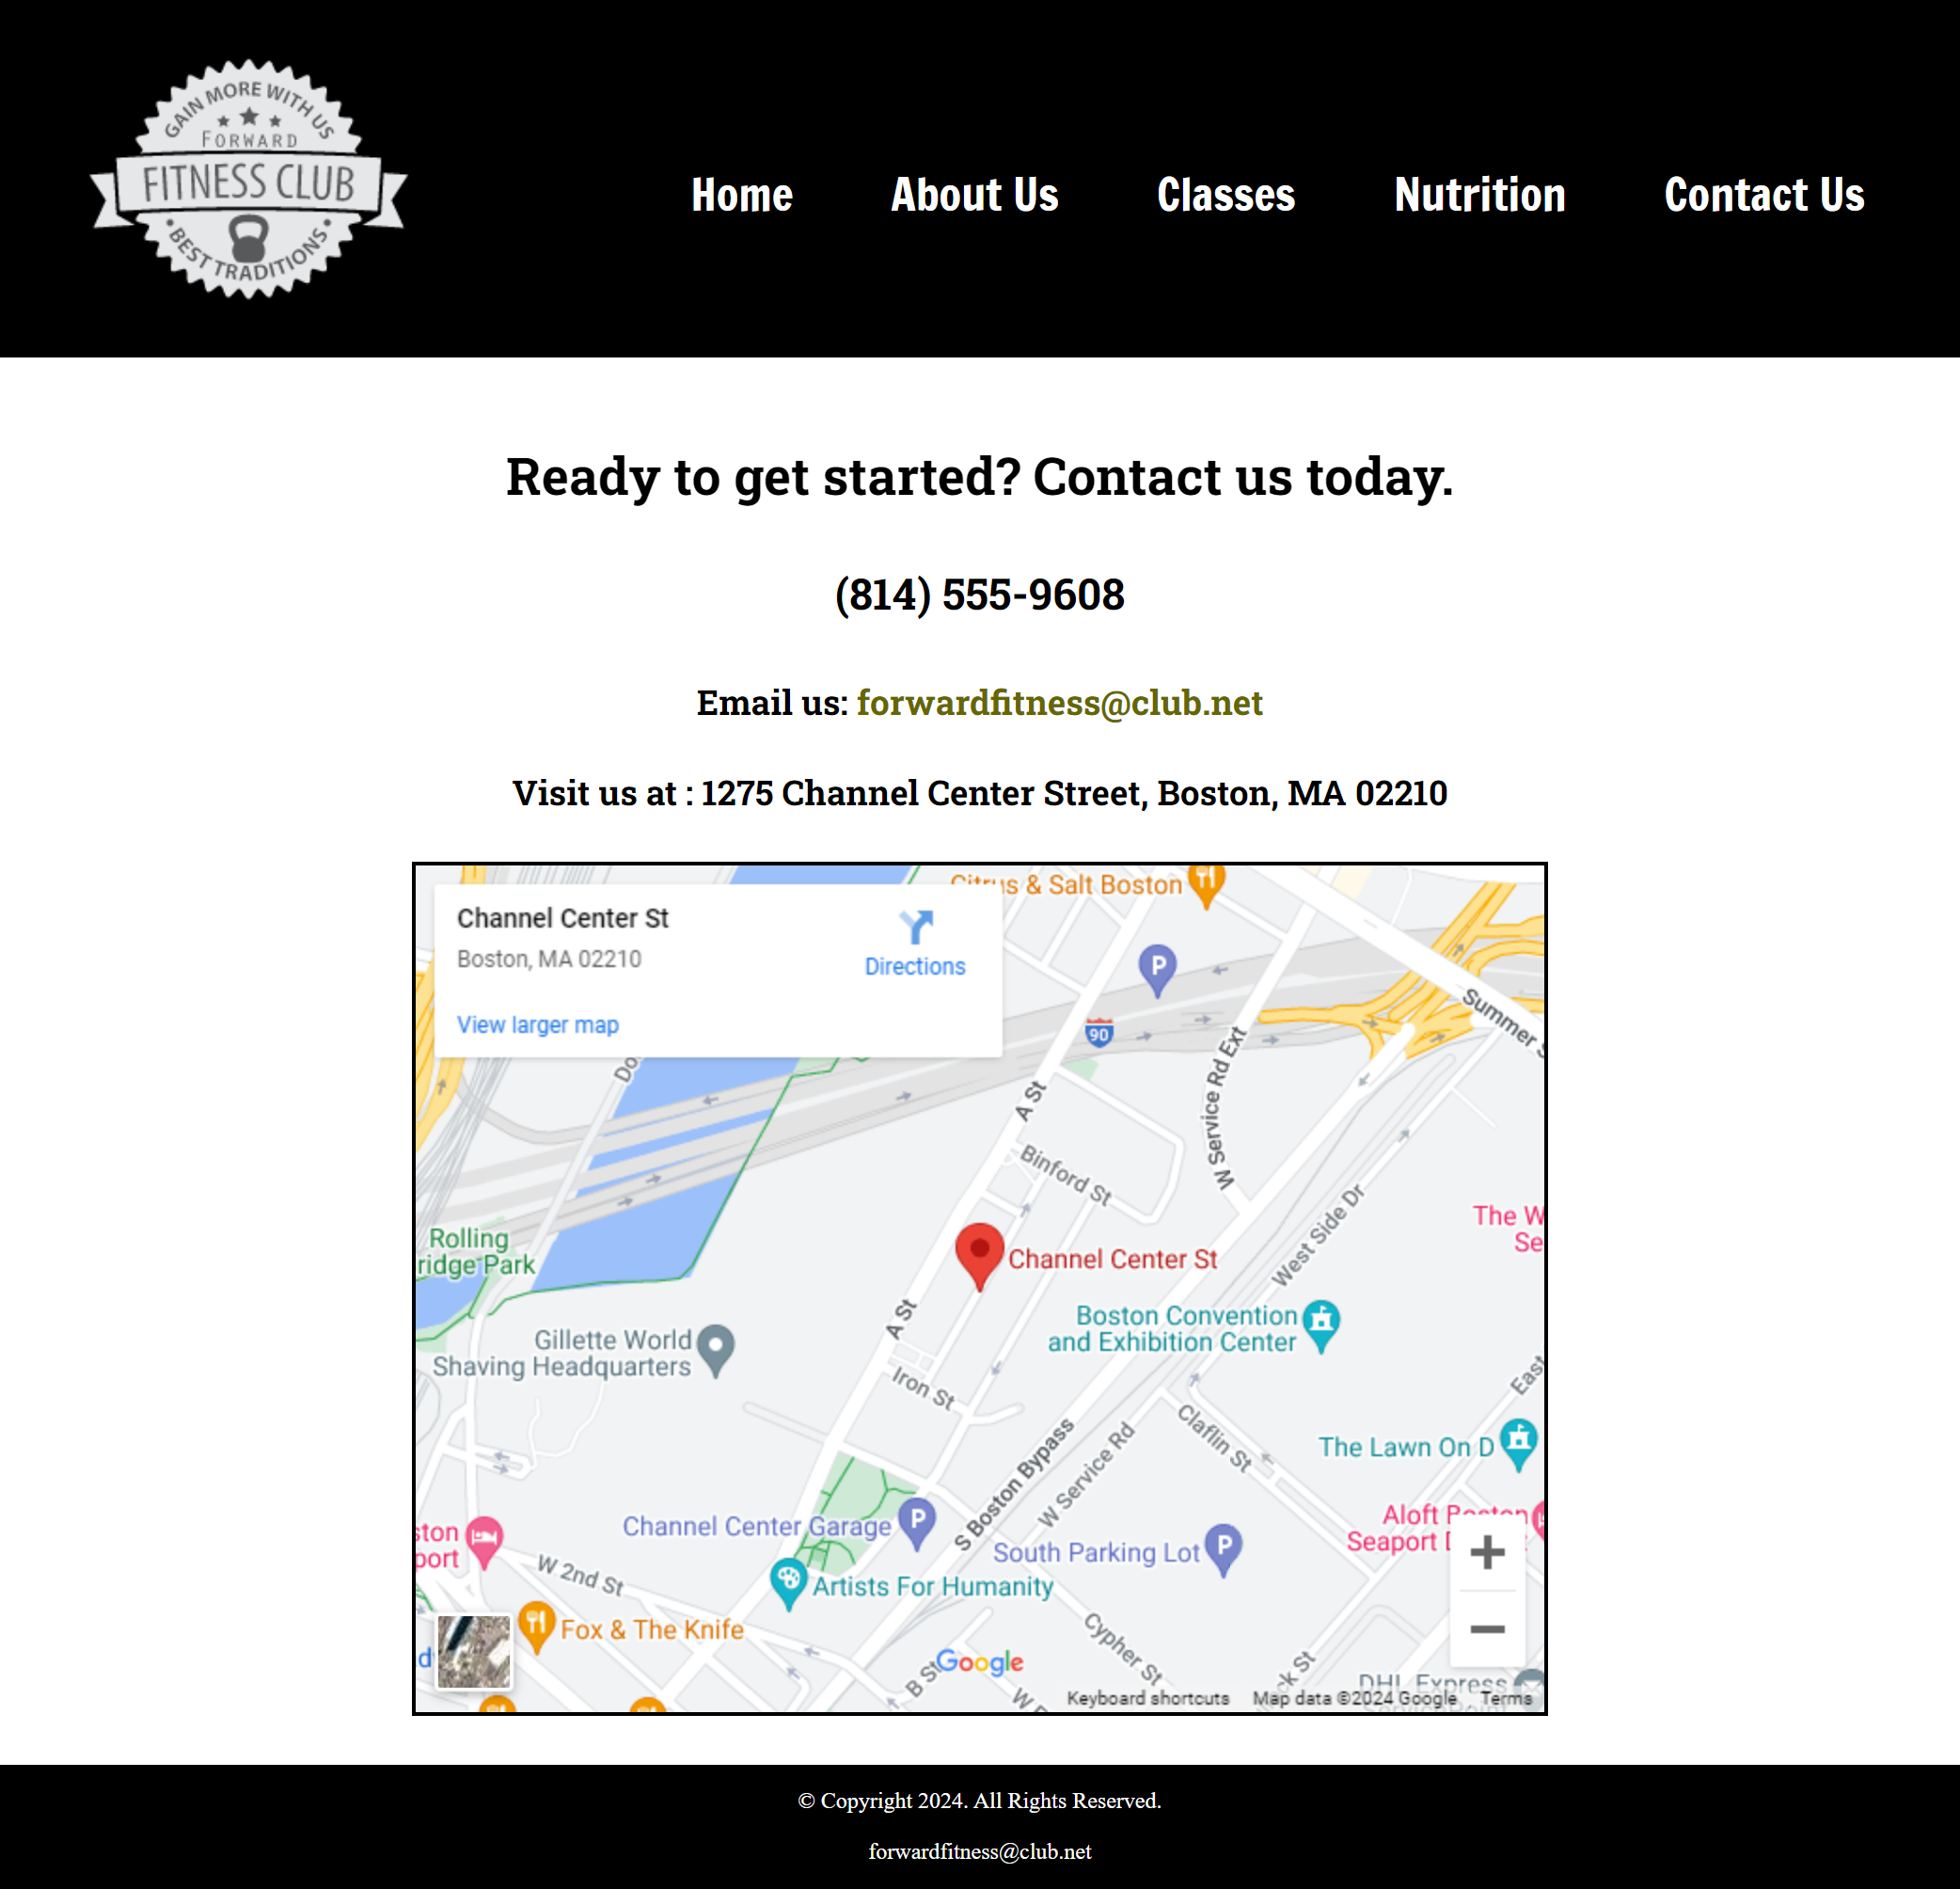 GAIN MORE WITH US
FORWARD
FITNESS CLUB
BEST TRADITIONS
Home About Us Classes Nutrition Contact Us
Ready to get started? Contact us today.
(814) 555-9608
Email us: forwardfitness@club.net
Visit us at : 1275 Channel Center Street, Boston, MA 02210
Citrus & Salt Boston
Channel Center St
Boston, MA 02210
Directions
View larger map
P
90
Summer S
Do
W Service Rd Ext
A St
Binford St
West Side Dr
The W
Se
Rolling
ridge Park
Channel Center St
A St
Boston Convention
and Exhibition Center
Gillette World
Shaving Headquarters
Iron St
East
Claflin St
The Lawn On D
S Boston Bypass
W Service Rd
Channel Center Garage P
Aloft Boston
Seaport D
South Parking Lot P
ston
port
W 2nd St
Artists For Humanity
Fox & The Knife
Cypher St
d
B St
Google
W
ck St
DHL Express
ServicePoint
Keyboard shortcuts Map data ©2024 Google Terms
© Copyright 2024. All Rights Reserved.
forwardfitness@club.net